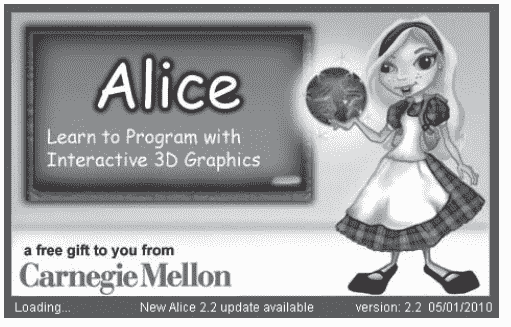 Alice
Learn to Program with
Interactive 3D Graphics
a free gift to you from
Carnegie Mellon
Loading... New Alice 2.2 update available version: 2.2 05/01/2010